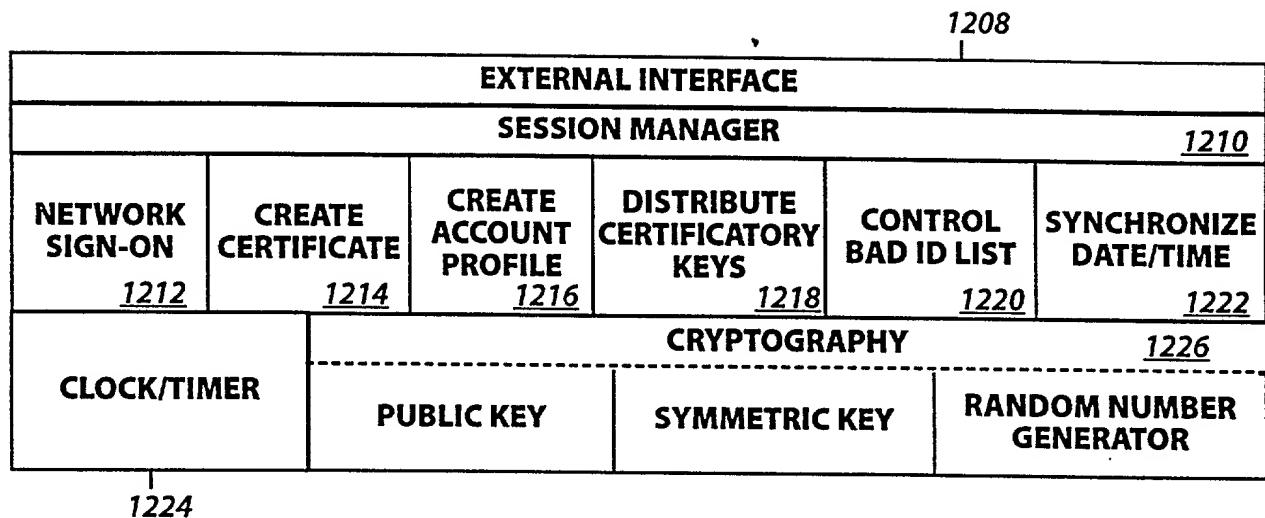 1208
EXTERNAL INTERFACE
SESSION MANAGER
1210
NETWORK
SIGN-ON
1212
CREATE
CERTIFICATE
1214
CREATE
ACCOUNT
PROFILE
1216
DISTRIBUTE
CERTIFICATORY
KEYS
1218
CONTROL
BAD ID LIST
1220
SYNCHRONIZE
DATE/TIME
1222
CLOCK/TIMER
1224
CRYPTOGRAPHY
1226
PUBLIC KEY
SYMMETRIC KEY
RANDOM NUMBER
GENERATOR